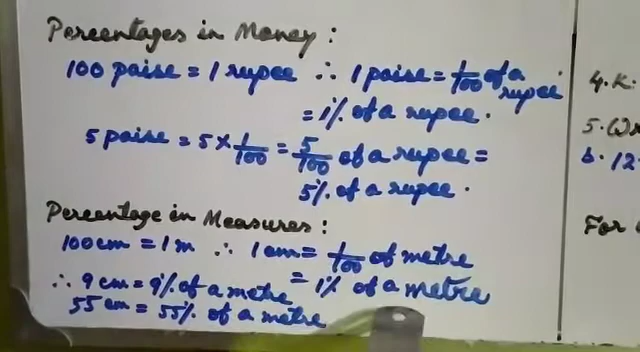 Percentages in Money :
100 paise = 1 rupee ∴ 1 paise = 1/100 of a rupee
= 1% of a rupee.
5 paise = 5 × 1/100 = 5/100 of a rupee =
5% of a rupee.
Percentage in Measures :
100 cm = 1 m ∴ 1 cm = 1/100 of metre
= 1% of a metre
∴ 9 cm = 9% of a metre
55 cm = 55% of a metre
4. K:
5.
6. 12
For